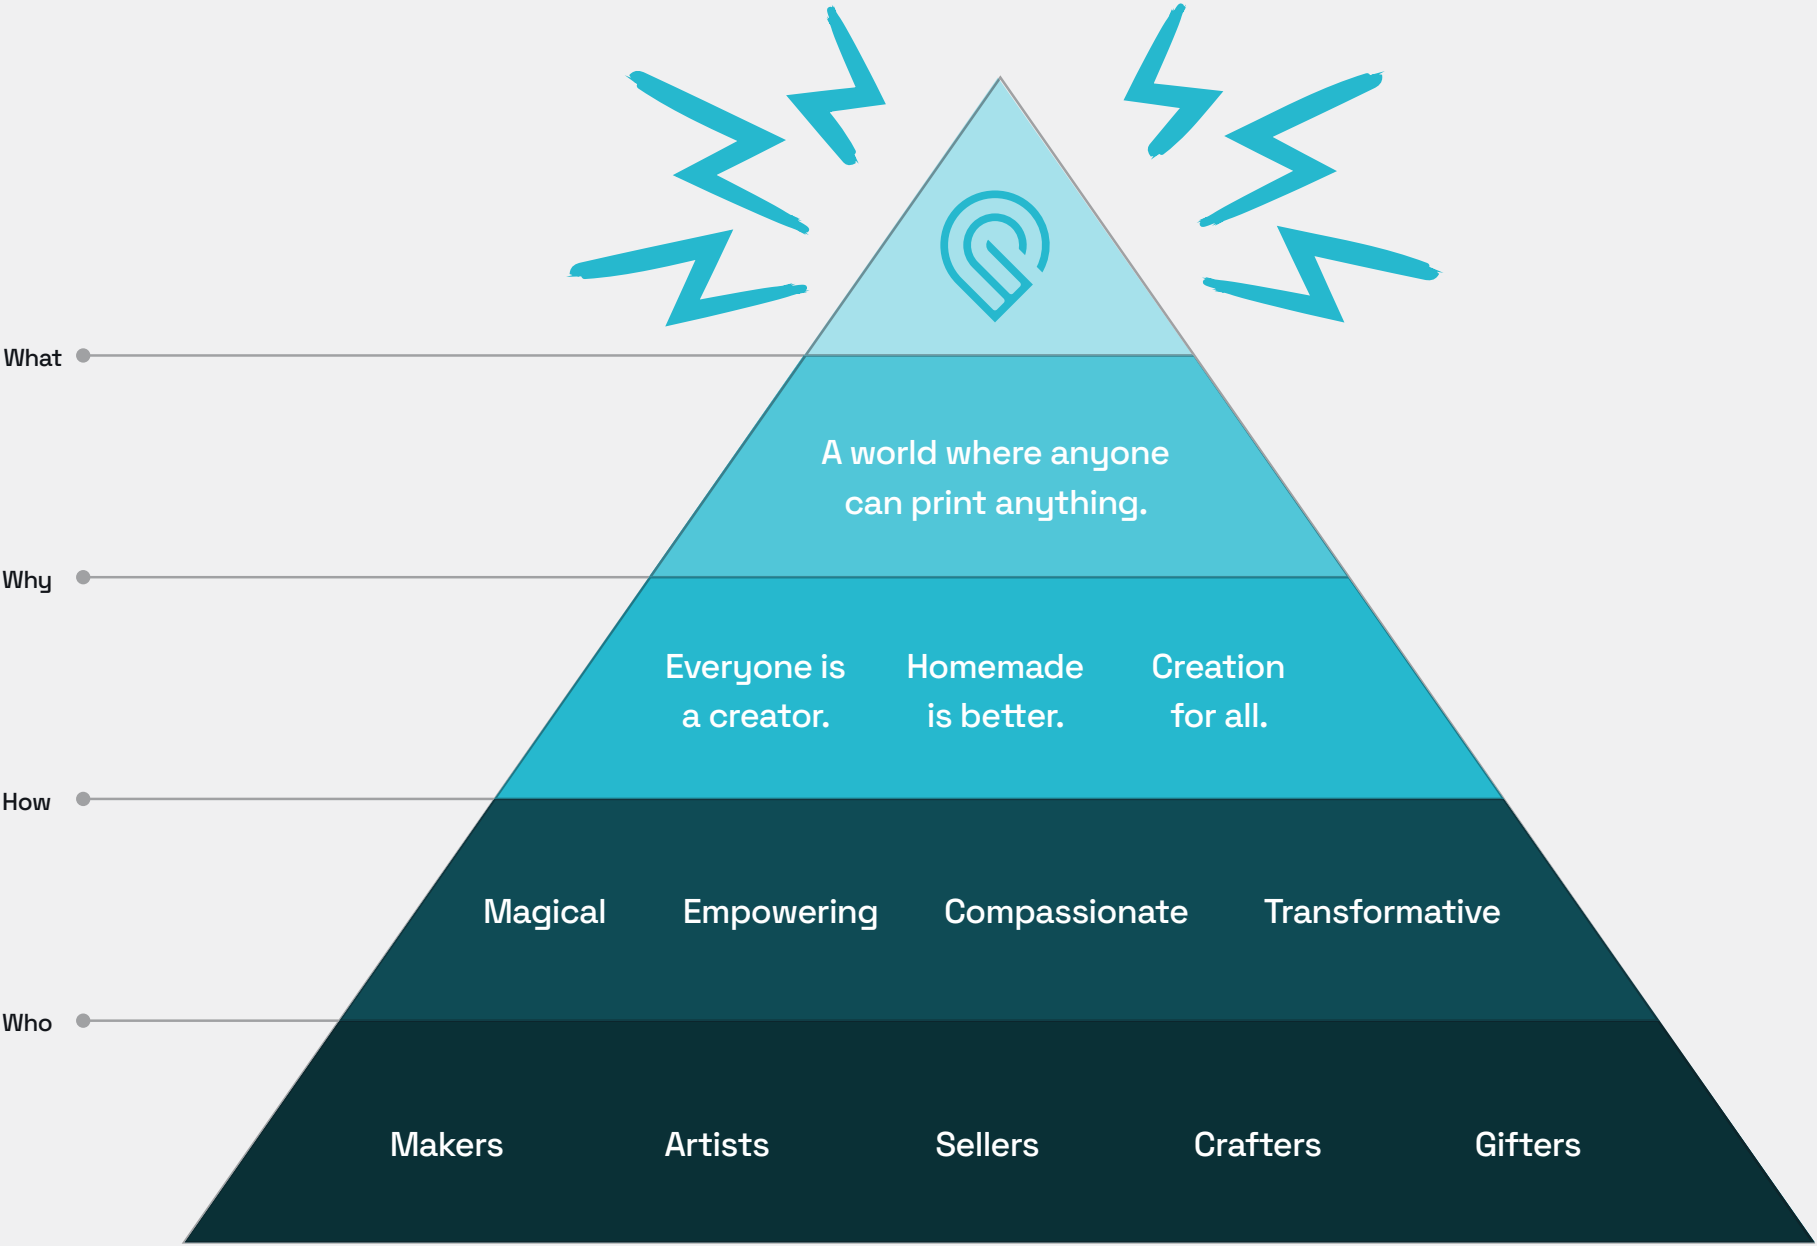 What
A world where anyone
can print anything.
Why
Everyone is
a creator.
Homemade
is better.
Creation
for all.
How
Magical
Empowering
Compassionate
Transformative
Who
Makers
Artists
Sellers
Crafters
Gifters